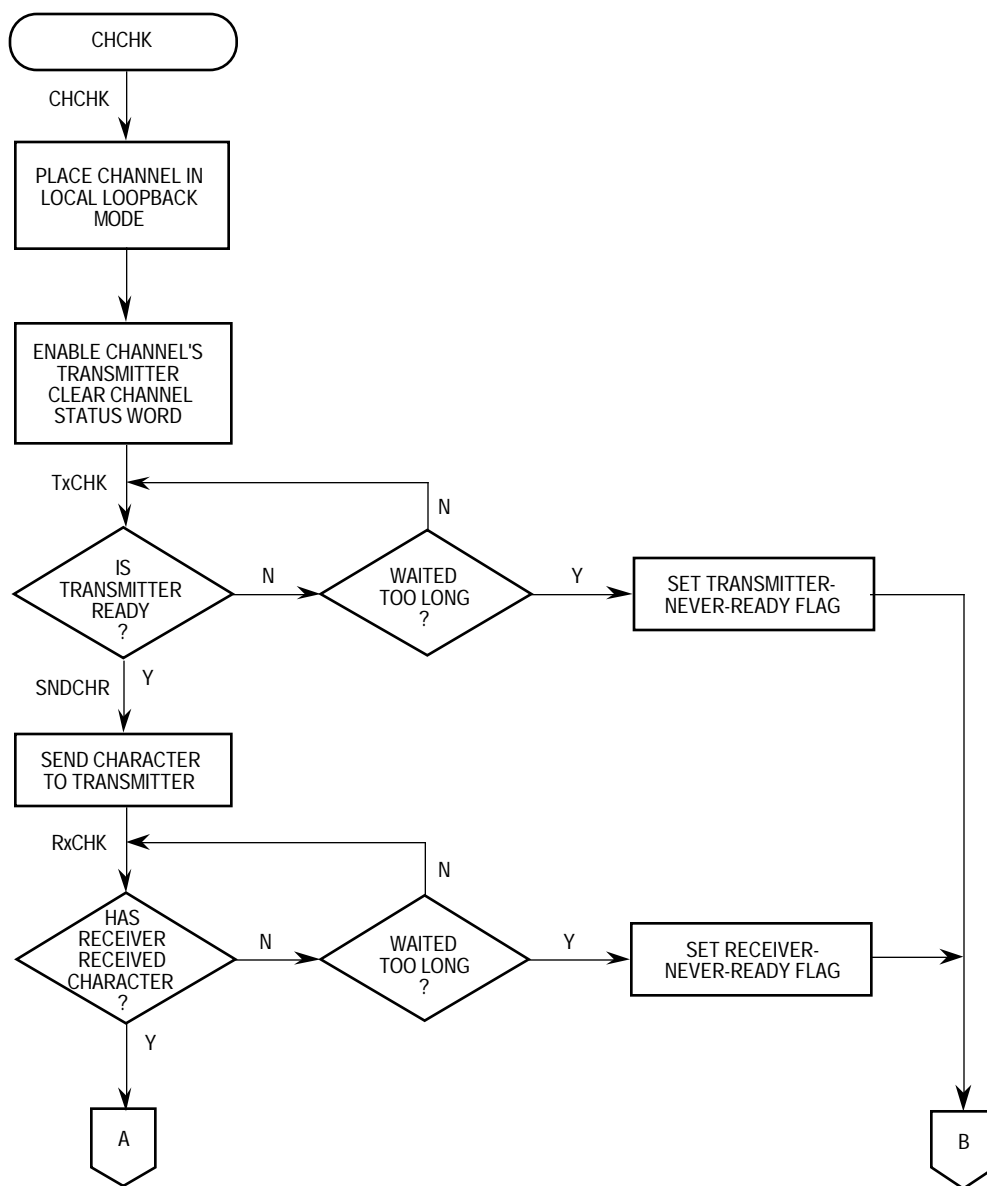 CHCHK
CHCHK
PLACE CHANNEL IN
LOCAL LOOPBACK
MODE
ENABLE CHANNEL'S
TRANSMITTER
CLEAR CHANNEL
STATUS WORD
TxCHK
N
IS
TRANSMITTER
READY
?
N
WAITED
TOO LONG
?
Y
SET TRANSMITTER-
NEVER-READY FLAG
Y
SNDCHR
SEND CHARACTER
TO TRANSMITTER
RxCHK
N
HAS
RECEIVER
RECEIVED
CHARACTER
?
N
WAITED
TOO LONG
?
Y
SET RECEIVER-
NEVER-READY FLAG
Y
A
B